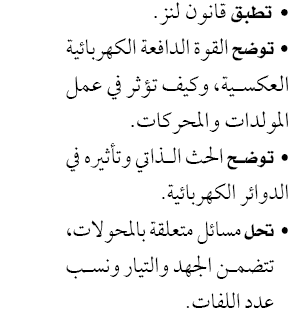 • تطبق قانون لنز.
• توضح القوة الدافعة الكهربائية
العكسية، وكيف تؤثر في عمل
المولدات والمحركات.
• توضح الحث الذاتي وتأثيره في
الدوائر الكهربائية.
• تحل مسائل متعلقة بالمحولات،
تتضمن الجهد والتيار ونسب
عدد اللفات.